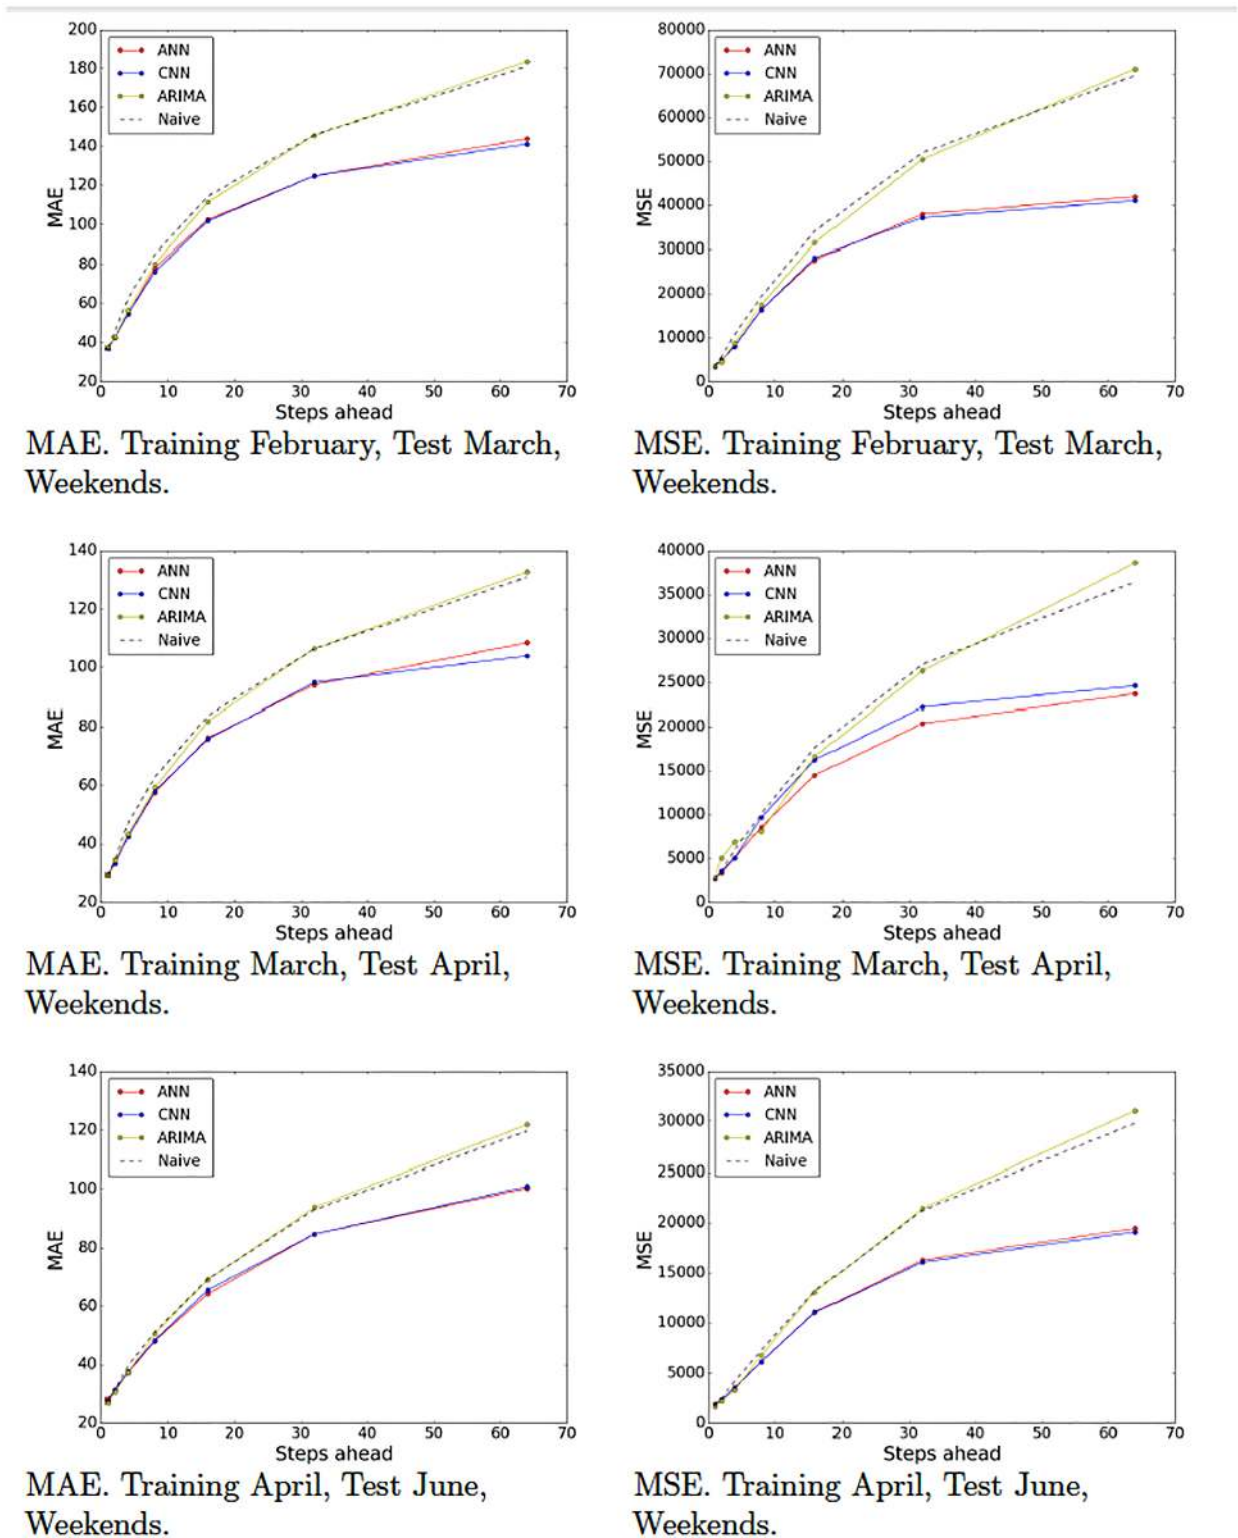 200
180
160
140
120
100
80
60
40
20
MAE
ANN
CNN
ARIMA
Naive
0 10 20 30 40 50 60 70
Steps ahead
MAE. Training February, Test March,
Weekends.
80000
70000
60000
50000
40000
30000
20000
10000
0
MSE
ANN
CNN
ARIMA
Naive
0 10 20 30 40 50 60 70
Steps ahead
MSE. Training February, Test March,
Weekends.
140
120
100
80
60
40
20
MAE
ANN
CNN
ARIMA
Naive
0 10 20 30 40 50 60 70
Steps ahead
MAE. Training March, Test April,
Weekends.
40000
35000
30000
25000
20000
15000
10000
5000
0
MSE
ANN
CNN
ARIMA
Naive
0 10 20 30 40 50 60 70
Steps ahead
MSE. Training March, Test April,
Weekends.
140
120
100
80
60
40
20
MAE
ANN
CNN
ARIMA
Naive
0 10 20 30 40 50 60 70
Steps ahead
MAE. Training April, Test June,
Weekends.
35000
30000
25000
20000
15000
10000
5000
0
MSE
ANN
CNN
ARIMA
Naive
0 10 20 30 40 50 60 70
Steps ahead
MSE. Training April, Test June,
Weekends.